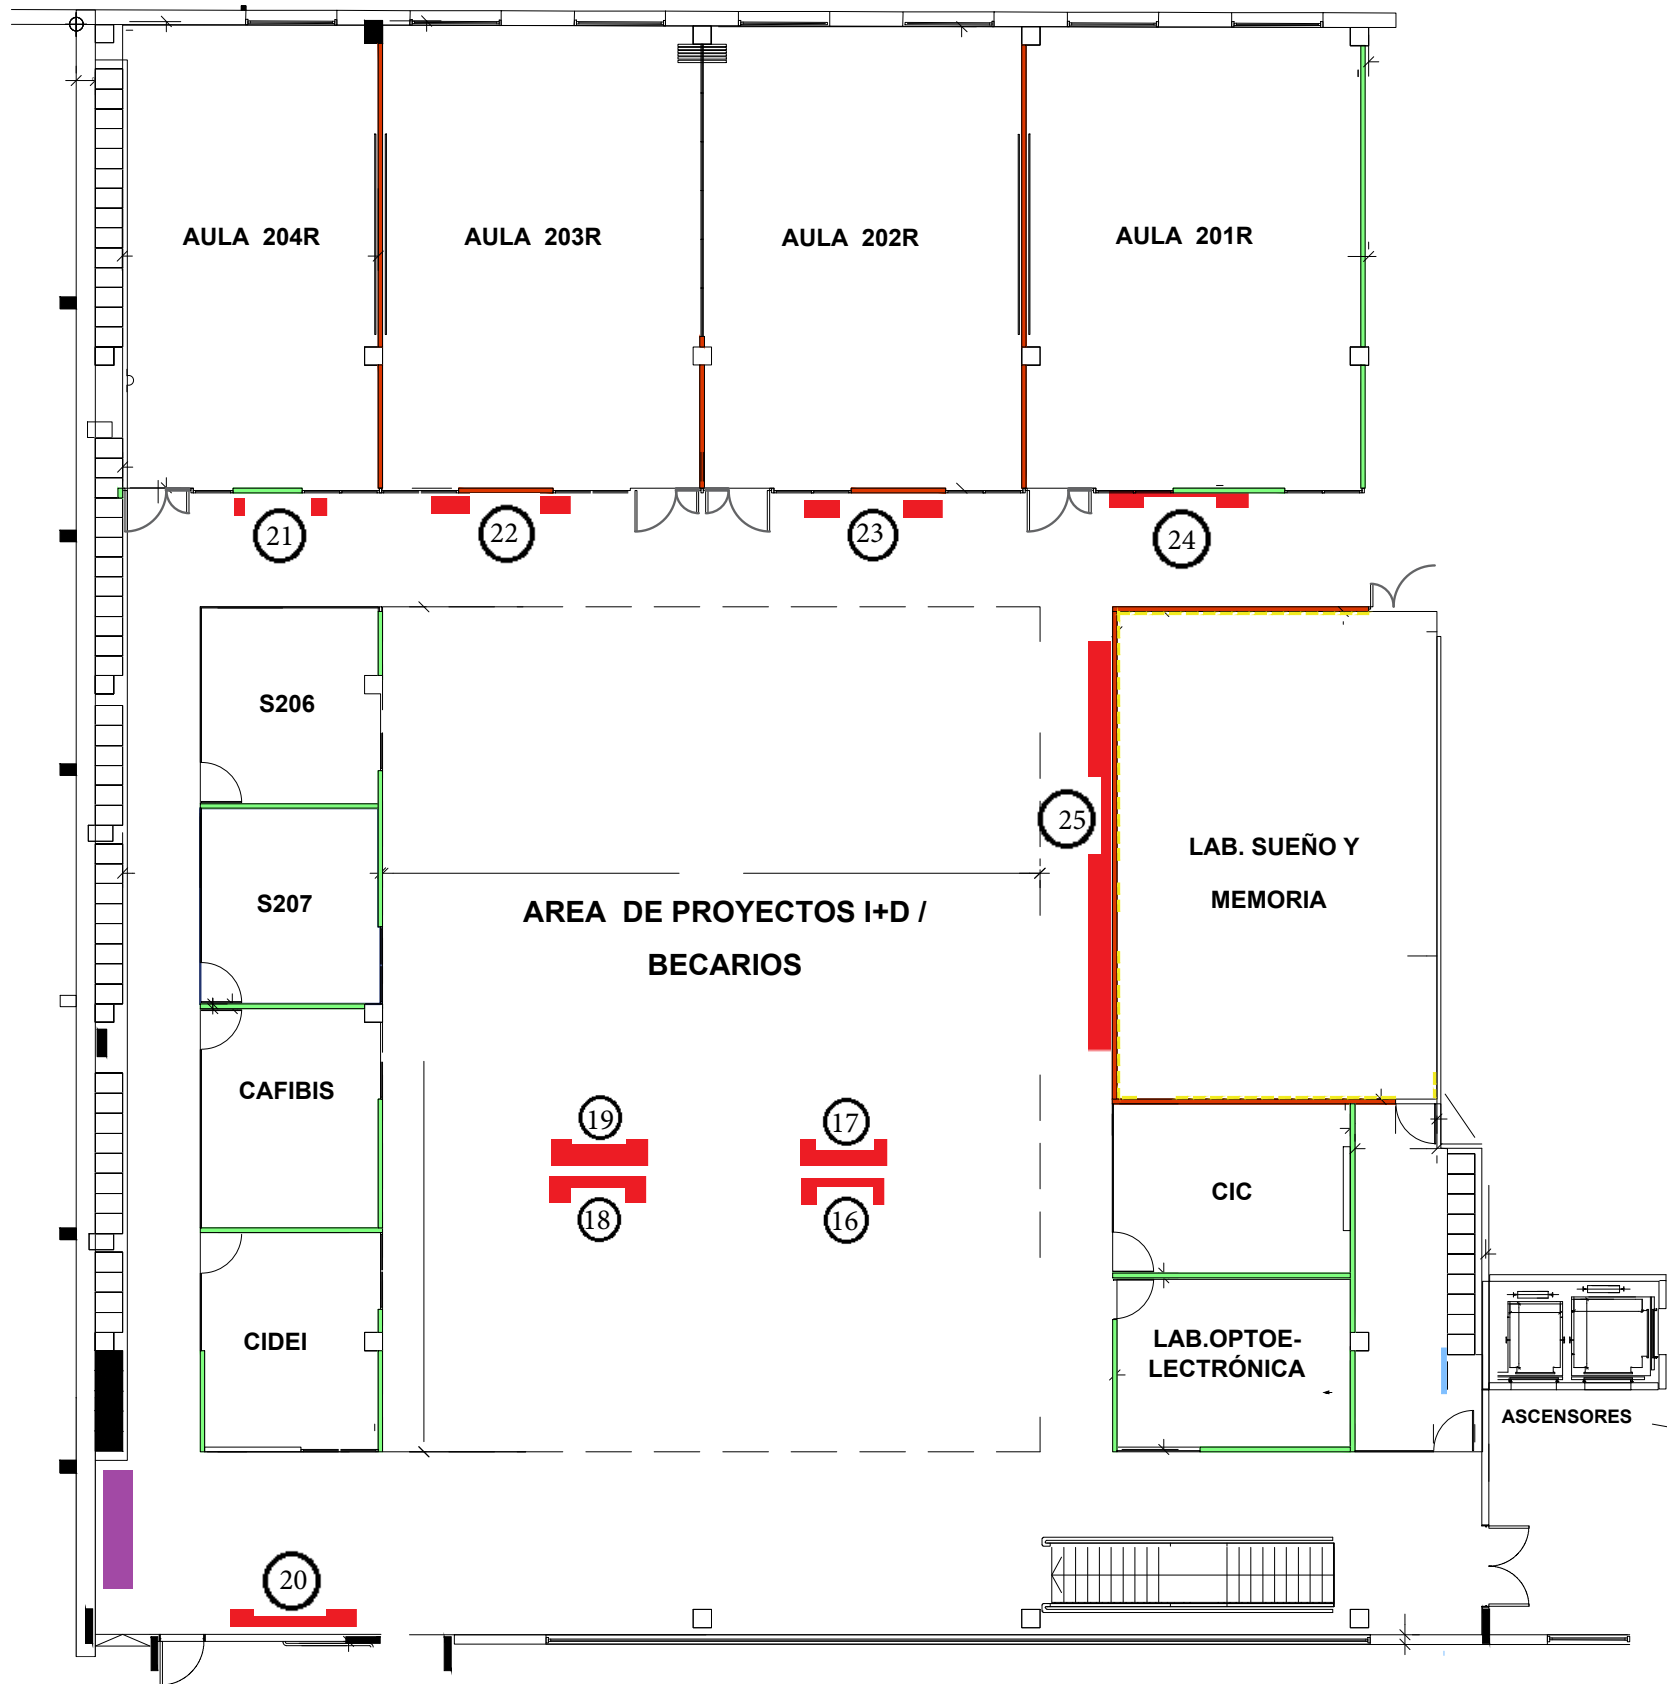 AULA 204R
AULA 203R
AULA 202R
AULA 201R
21
22
23
24
S206
25
S207
LAB. SUEÑO Y
MEMORIA
AREA DE PROYECTOS I+D /
BECARIOS
CAFIBIS
19
17
CIC
18
16
CIDEI
LAB.OPTOE-
LECTRÓNICA
ASCENSORES
20